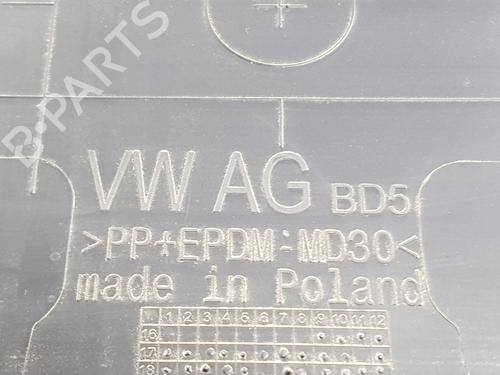 B-PARTS
VW AG BD5
>PP+EPDM-MD30<
made in Poland
1 2 3 4 5 6 7 8 9 10 11 12
16
17
18